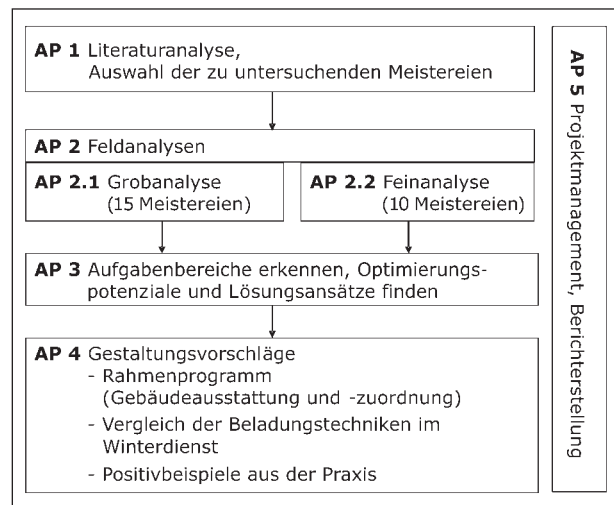 AP 1 Literaturanalyse,
Auswahl der zu untersuchenden Meistereien
AP 2 Feldanalysen
AP 2.1 Grobanalyse
(15 Meistereien)
AP 2.2 Feinanalyse
(10 Meistereien)
AP 3 Aufgabenbereiche erkennen, Optimierungs-
potenziale und Lösungsansätze finden
AP 4 Gestaltungsvorschläge
- Rahmenprogramm
(Gebäudeausstattung und -zuordnung)
- Vergleich der Beladungstechniken im
Winterdienst
- Positivbeispiele aus der Praxis
AP 5 Projektmanagement, Berichterstellung